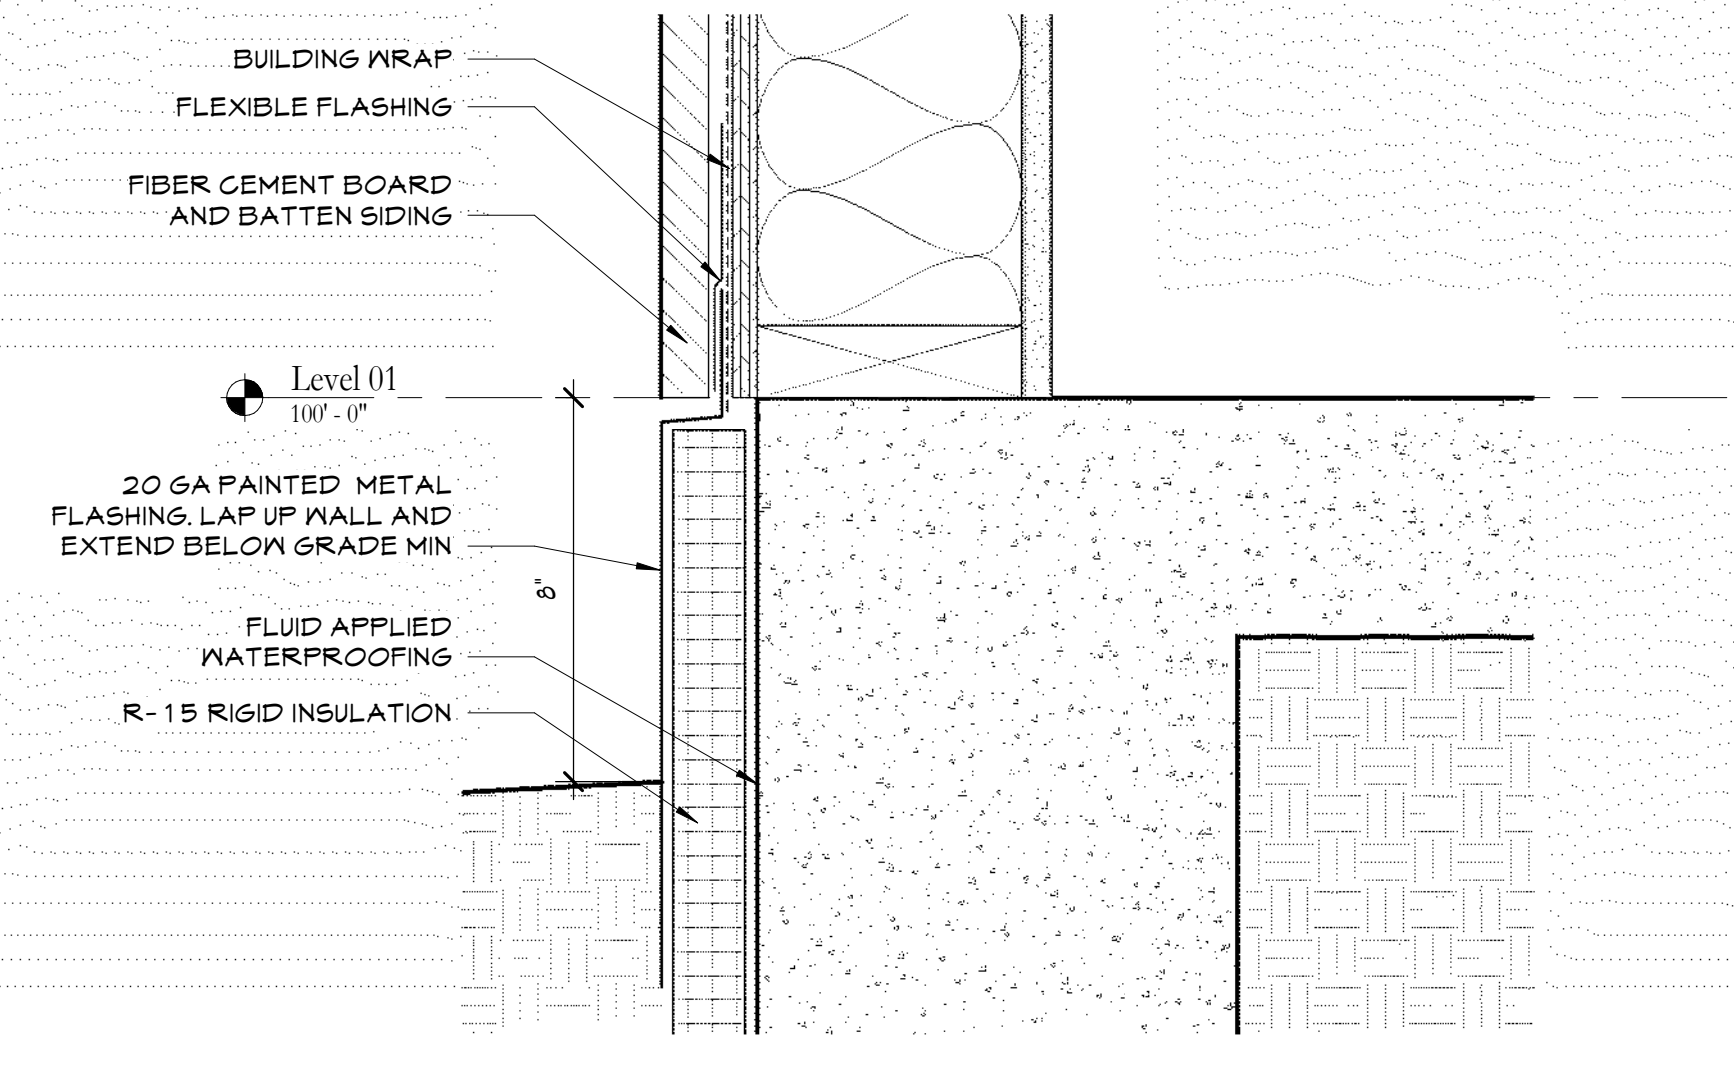 BUILDING WRAP
FLEXIBLE FLASHING
FIBER CEMENT BOARD
AND BATTEN SIDING
Level 01
100' - 0"
20 GA PAINTED METAL
FLASHING. LAP UP WALL AND
EXTEND BELOW GRADE MIN
8"
FLUID APPLIED
WATERPROOFING
R-15 RIGID INSULATION